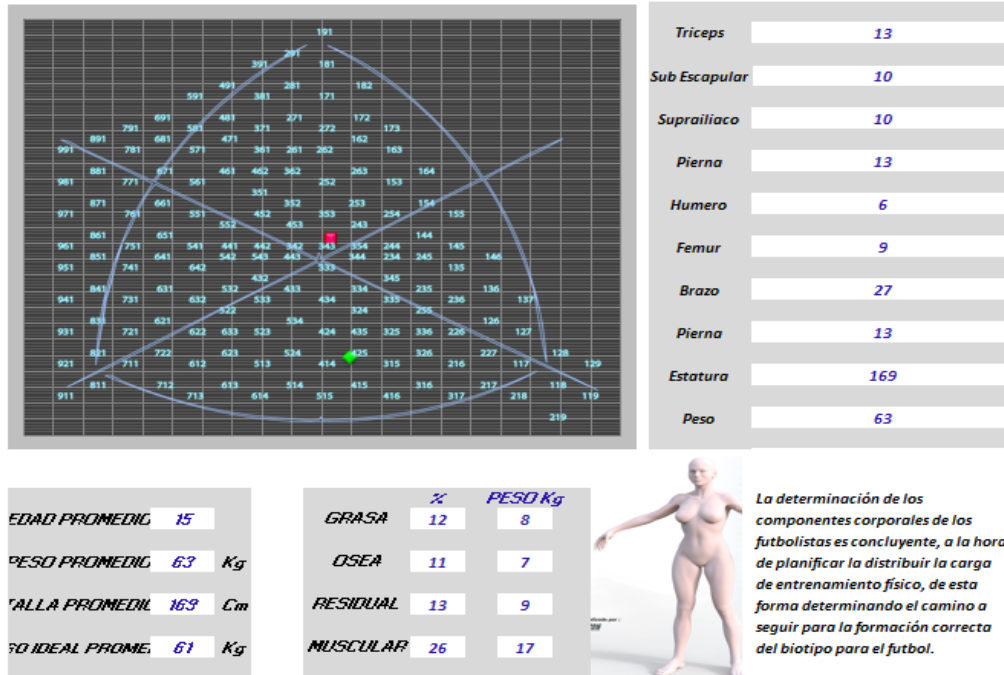 191
291
391 181
491 281 182
591 381 171
691 481 271 172
791 581 371 272 173
891 681 471 162
991 781 571 361 261 262 163
881 671 461 462 362 263 164
981 771 561 252 153
351
871 661 352 253 154
971 761 551 452 353 254 155
552 453 243
861 651 144
961 751 541 441 442 342 343 354 244 145
851 641 542 543 443 344 234 245 146
951 741 642 333 135
432 345
841 631 532 433 334 235 136
941 731 632 533 434 335 236 137
522 324 255
831 621 534 126
931 721 622 633 523 424 435 325 336 226 127
821 722 623 524 425 326 227 128
921 711 612 513 414 315 216 117 129
811 712 613 514 415 316 217 118
911 713 614 515 416 317 218 119
219
Triceps 13
Sub Escapular 10
Suprailiaco 10
Pierna 13
Humero 6
Femur 9
Brazo 27
Pierna 13
Estatura 169
Peso 63
EDAD PROMEDIO 15
PESO PROMEDIO 63 Kg
TALLA PROMEDIO 169 Cm
SO IDEAL PROME 61 Kg
% PESO Kg
GRASA 12 8
OSEA 11 7
RESIDUAL 13 9
MUSCULAR 26 17
La determinación de los
componentes corporales de los
futbolistas es concluyente, a la hora
de planificar la distribuir la carga
de entrenamiento físico, de esta
forma determinando el camino a
seguir para la formación correcta
del biotipo para el futbol.